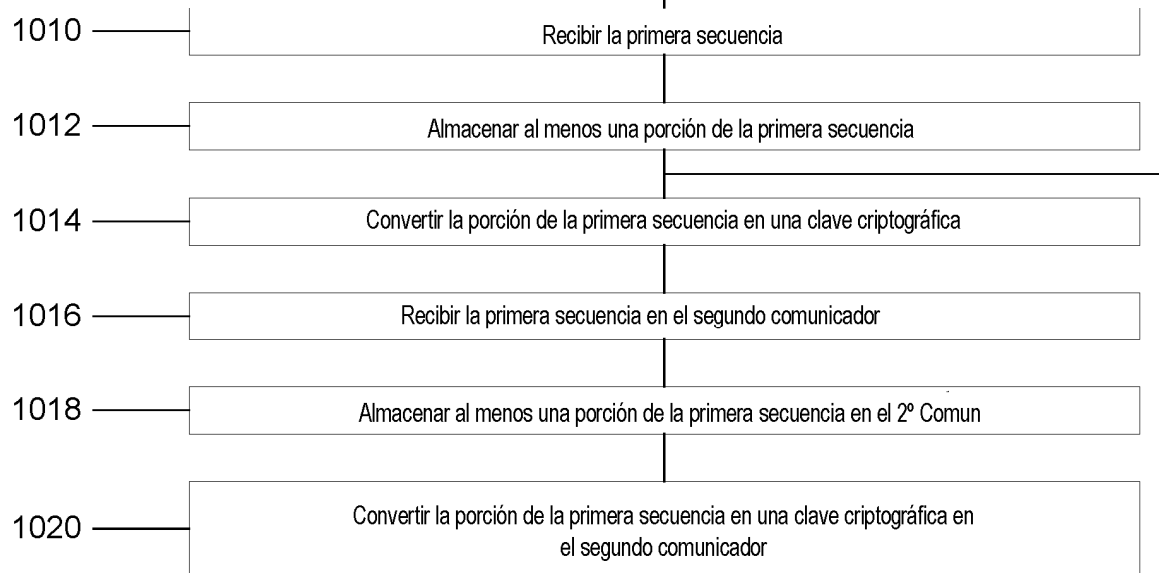 1010 Recibir la primera secuencia
1012 Almacenar al menos una porción de la primera secuencia
1014 Convertir la porción de la primera secuencia en una clave criptográfica
1016 Recibir la primera secuencia en el segundo comunicador
1018 Almacenar al menos una porción de la primera secuencia en el 2º Comun
1020 Convertir la porción de la primera secuencia en una clave criptográfica en
el segundo comunicador